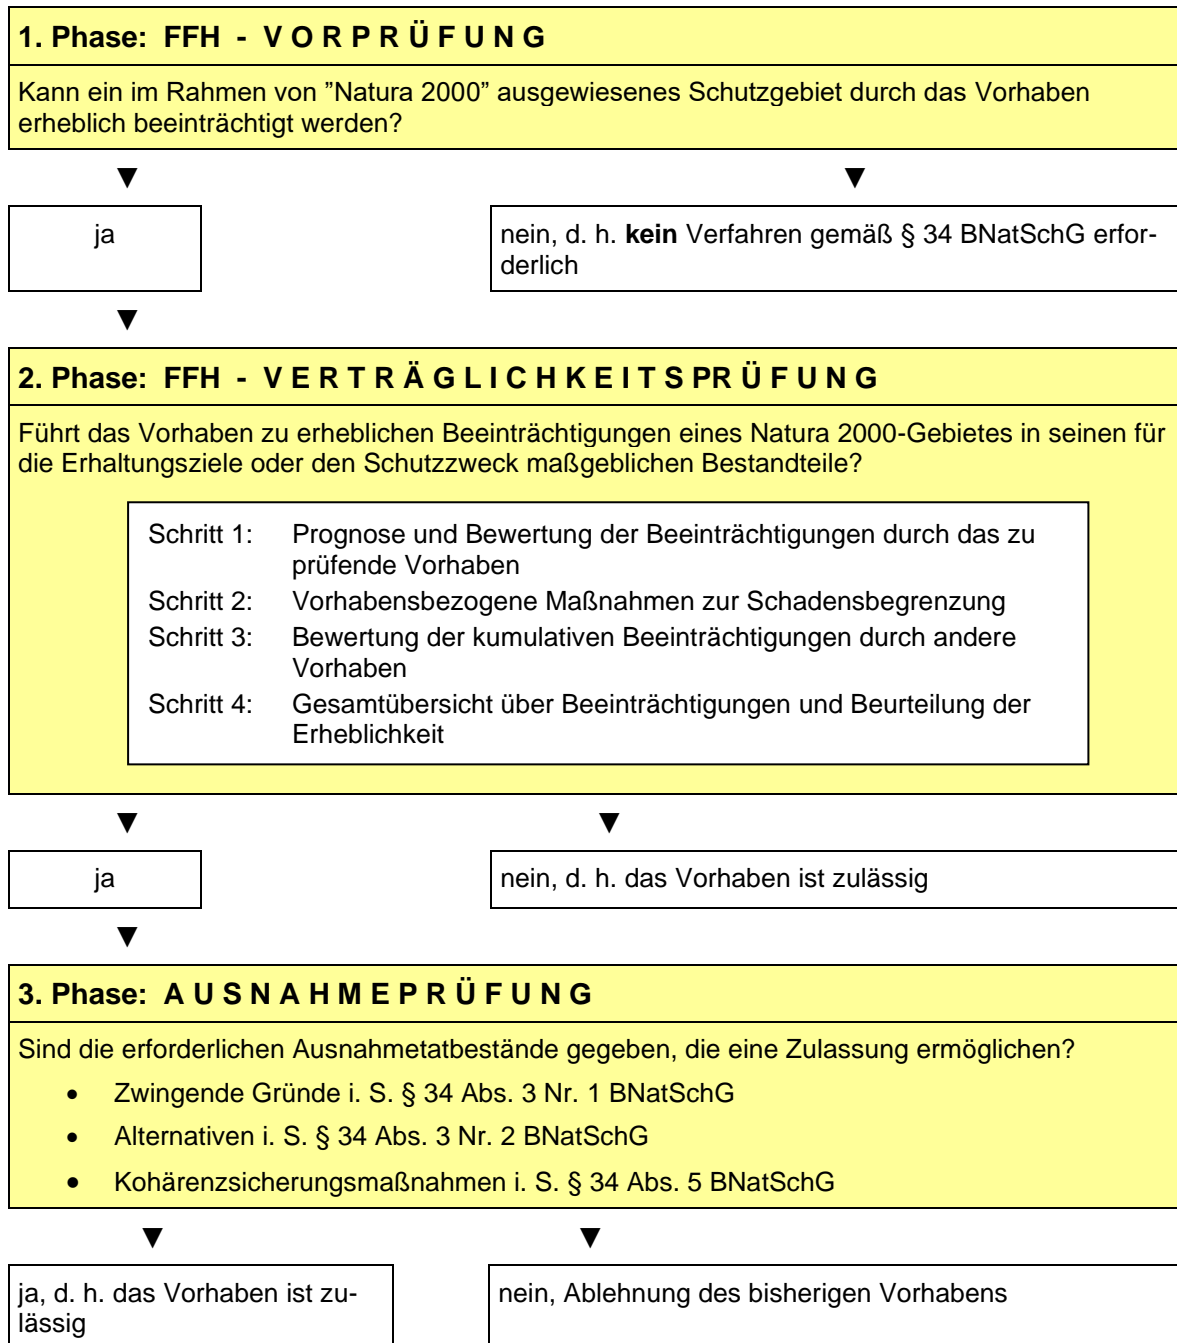 1. Phase: FFH - V O R P R Ü F U N G
Kann ein im Rahmen von ”Natura 2000” ausgewiesenes Schutzgebiet durch das Vorhaben
erheblich beeinträchtigt werden?
▼ ▼
ja
nein, d. h. kein Verfahren gemäß § 34 BNatSchG erfor-
derlich
▼
2. Phase: FFH - V E R T R Ä G L I C H K E I T S PR Ü F U N G
Führt das Vorhaben zu erheblichen Beeinträchtigungen eines Natura 2000-Gebietes in seinen für
die Erhaltungsziele oder den Schutzzweck maßgeblichen Bestandteile?
Schritt 1: Prognose und Bewertung der Beeinträchtigungen durch das zu
prüfende Vorhaben
Schritt 2: Vorhabensbezogene Maßnahmen zur Schadensbegrenzung
Schritt 3: Bewertung der kumulativen Beeinträchtigungen durch andere
Vorhaben
Schritt 4: Gesamtübersicht über Beeinträchtigungen und Beurteilung der
Erheblichkeit
▼ ▼
ja
nein, d. h. das Vorhaben ist zulässig
▼
3. Phase: A U S N A H M E P R Ü F U N G
Sind die erforderlichen Ausnahmetatbestände gegeben, die eine Zulassung ermöglichen?
• Zwingende Gründe i. S. § 34 Abs. 3 Nr. 1 BNatSchG
• Alternativen i. S. § 34 Abs. 3 Nr. 2 BNatSchG
• Kohärenzsicherungsmaßnahmen i. S. § 34 Abs. 5 BNatSchG
▼ ▼
ja, d. h. das Vorhaben ist zu-
lässig
nein, Ablehnung des bisherigen Vorhabens